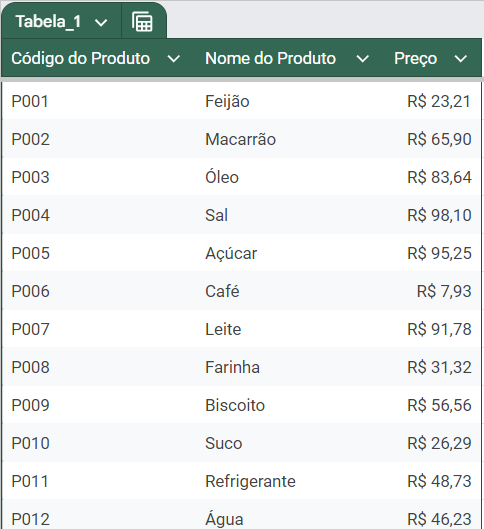 Tabela_1
Código do Produto Nome do Produto Preço
P001 Feijão R$ 23,21
P002 Macarrão R$ 65,90
P003 Óleo R$ 83,64
P004 Sal R$ 98,10
P005 Açúcar R$ 95,25
P006 Café R$ 7,93
P007 Leite R$ 91,78
P008 Farinha R$ 31,32
P009 Biscoito R$ 56,56
P010 Suco R$ 26,29
P011 Refrigerante R$ 48,73
P012 Água R$ 46,23